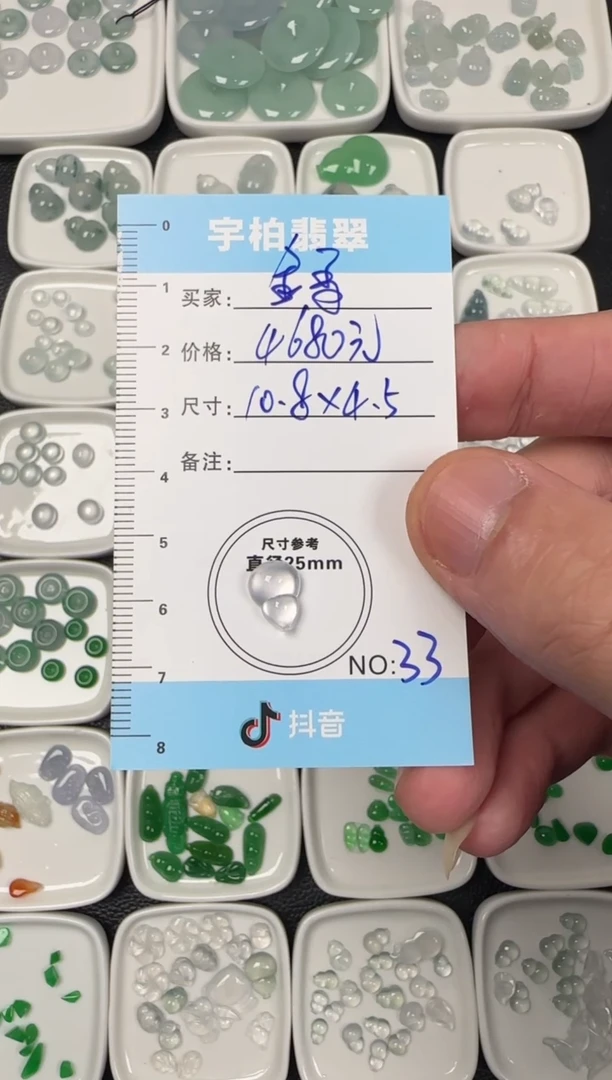 宇柏翡翠
0
1
买家:
2
价格: 4680元
3
尺寸: 10.8×4.5
4
备注:
5
尺寸参考
直径25mm
6
NO:33
7
抖音
8